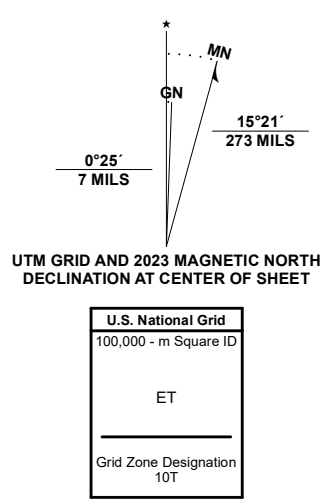 ★
MN
GN
15°21´
273 MILS
0°25´
7 MILS
UTM GRID AND 2023 MAGNETIC NORTH
DECLINATION AT CENTER OF SHEET
U.S. National Grid
100,000 - m Square ID
ET
Grid Zone Designation
10T